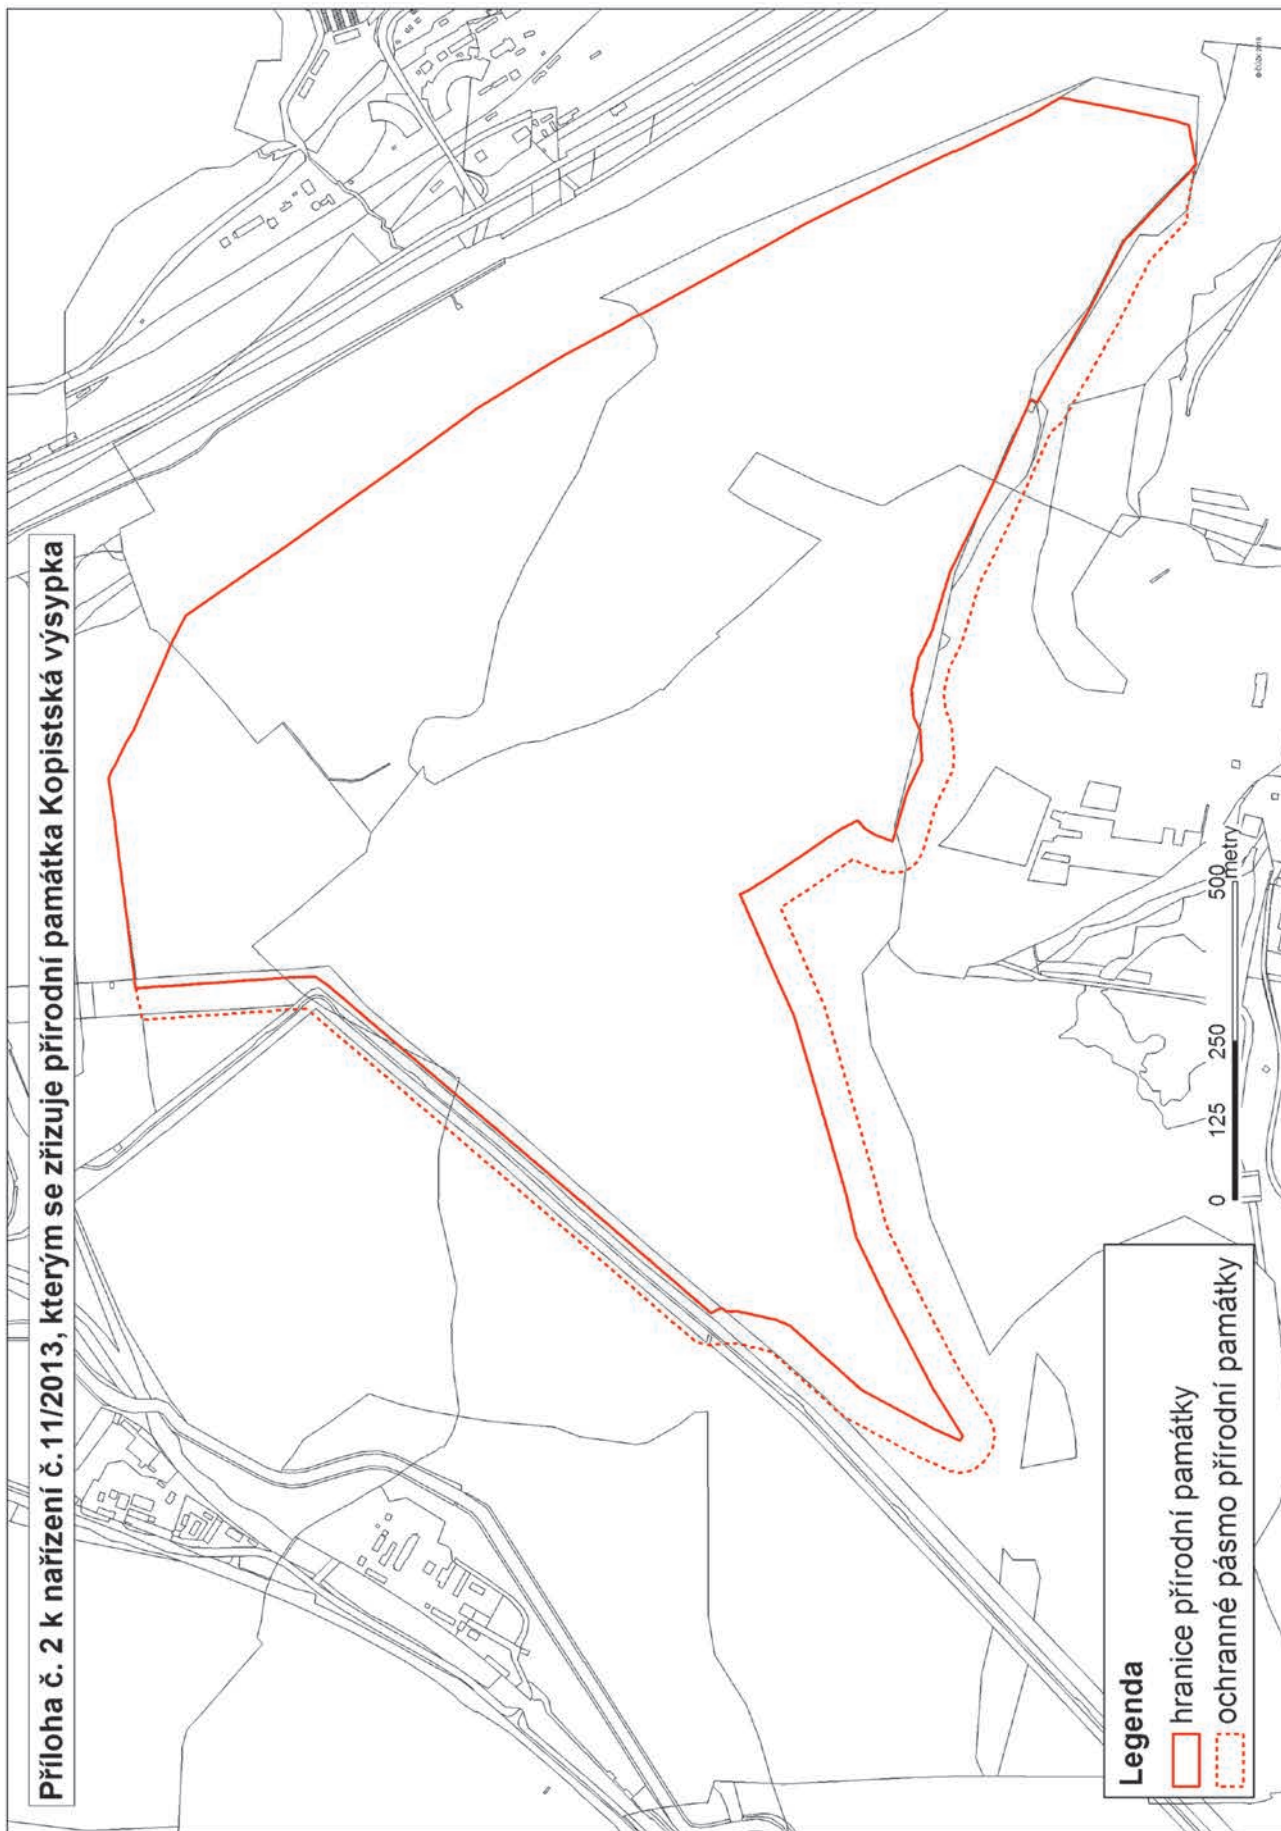 Příloha č. 2 k nařízení č.11/2013, kterým se zřizuje přírodní památka Kopistská výsypka
Legenda
hranice přírodní památky
ochranné pásmo přírodní památky
0 125 250 500
metry